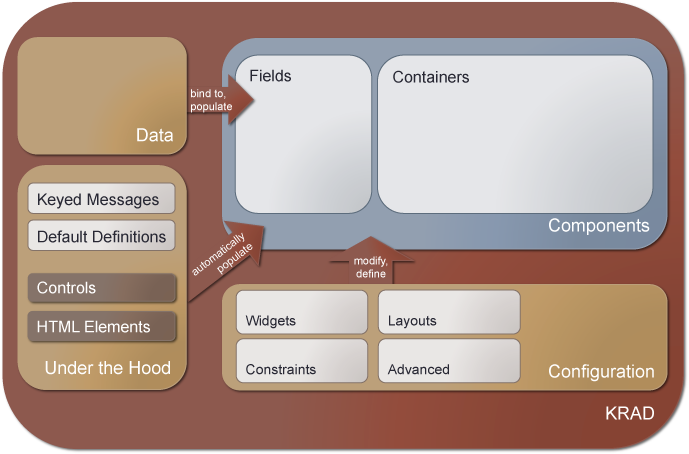 Data
bind to,
populate
Fields
Containers
Components
Keyed Messages
Default Definitions
Controls
HTML Elements
Under the Hood
automatically
populate
modify,
define
Widgets
Layouts
Constraints
Advanced
Configuration
KRAD